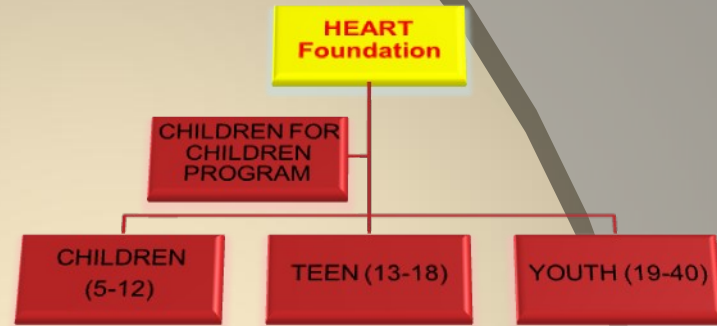 HEART
Foundation
CHILDREN FOR
CHILDREN
PROGRAM
CHILDREN
(5-12)
TEEN (13-18)
YOUTH (19-40)